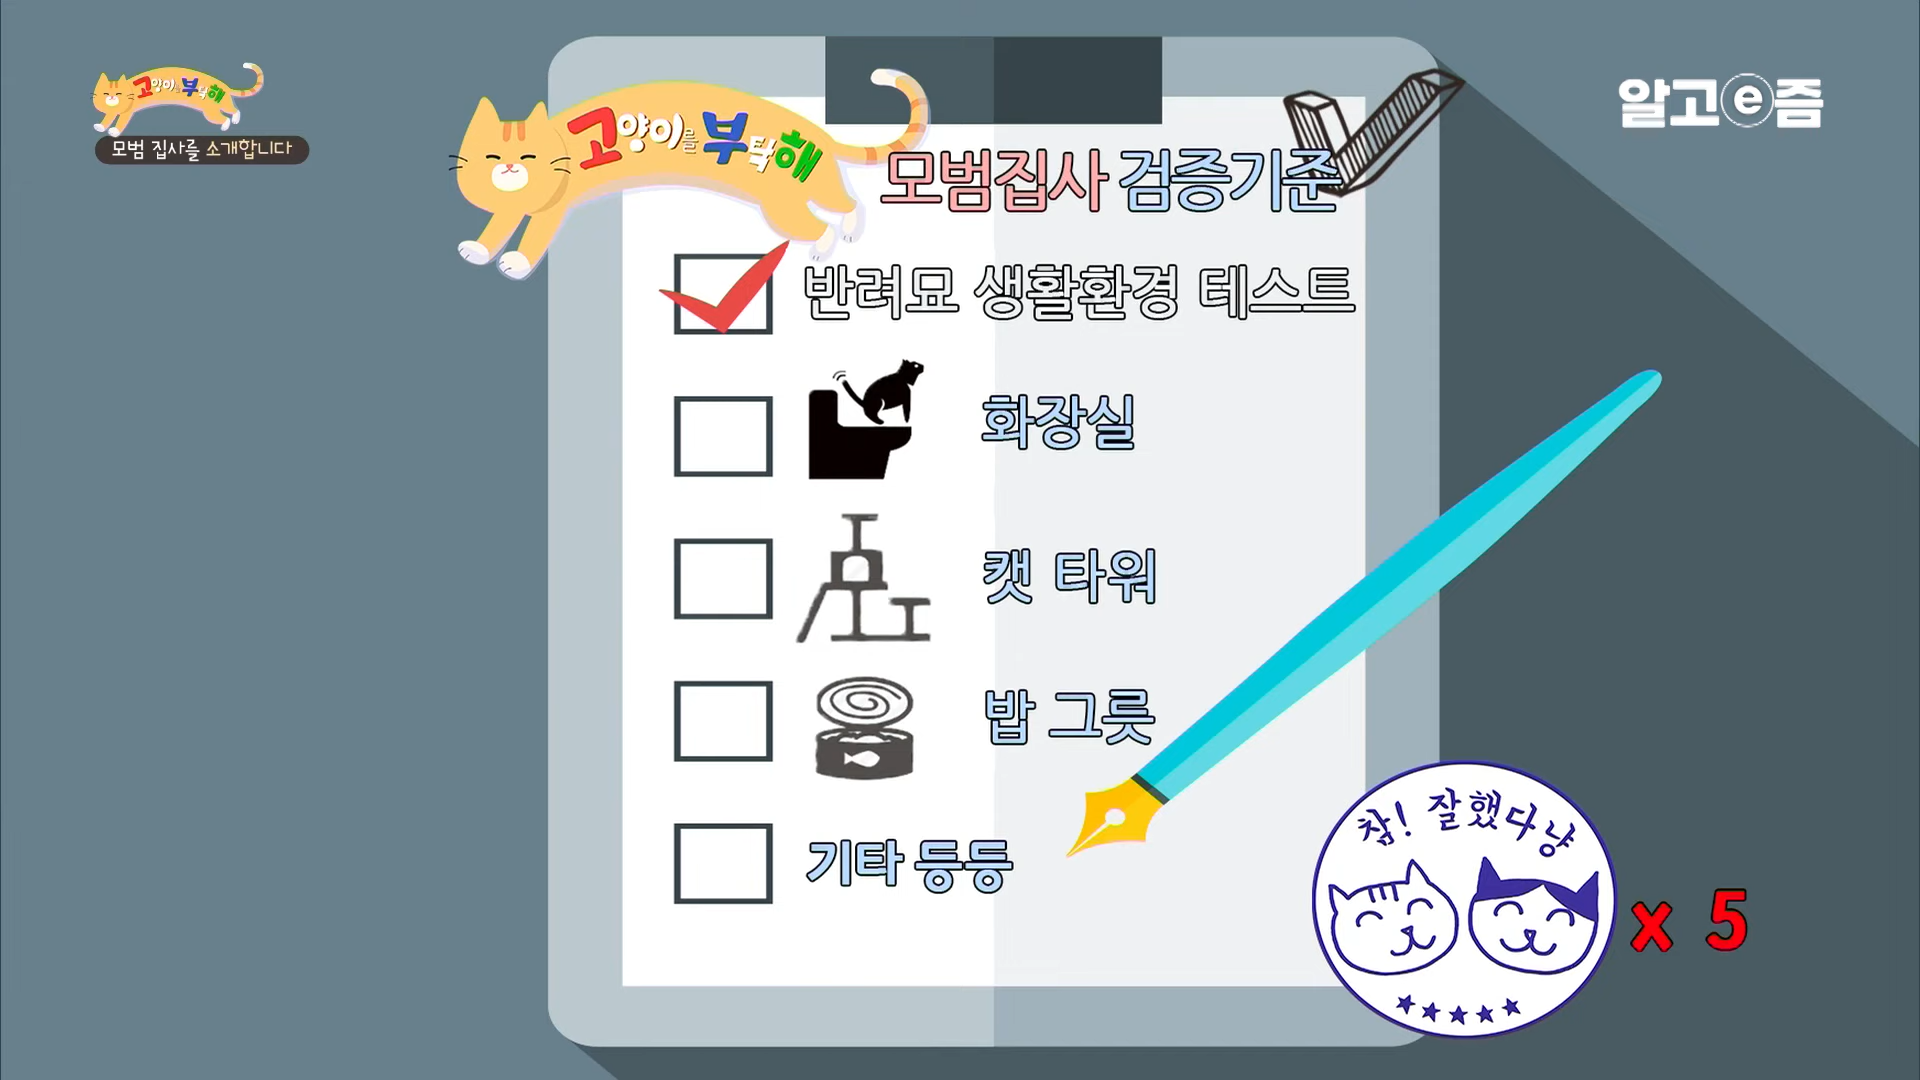 고양이를 부탁해
모범 집사를 소개합니다
알고e즘
고양이를 부탁해
모범집사 검증기준
반려묘 생활환경 테스트
화장실
캣 타워
밥 그릇
기타 등등
참! 잘했다냥
x 5